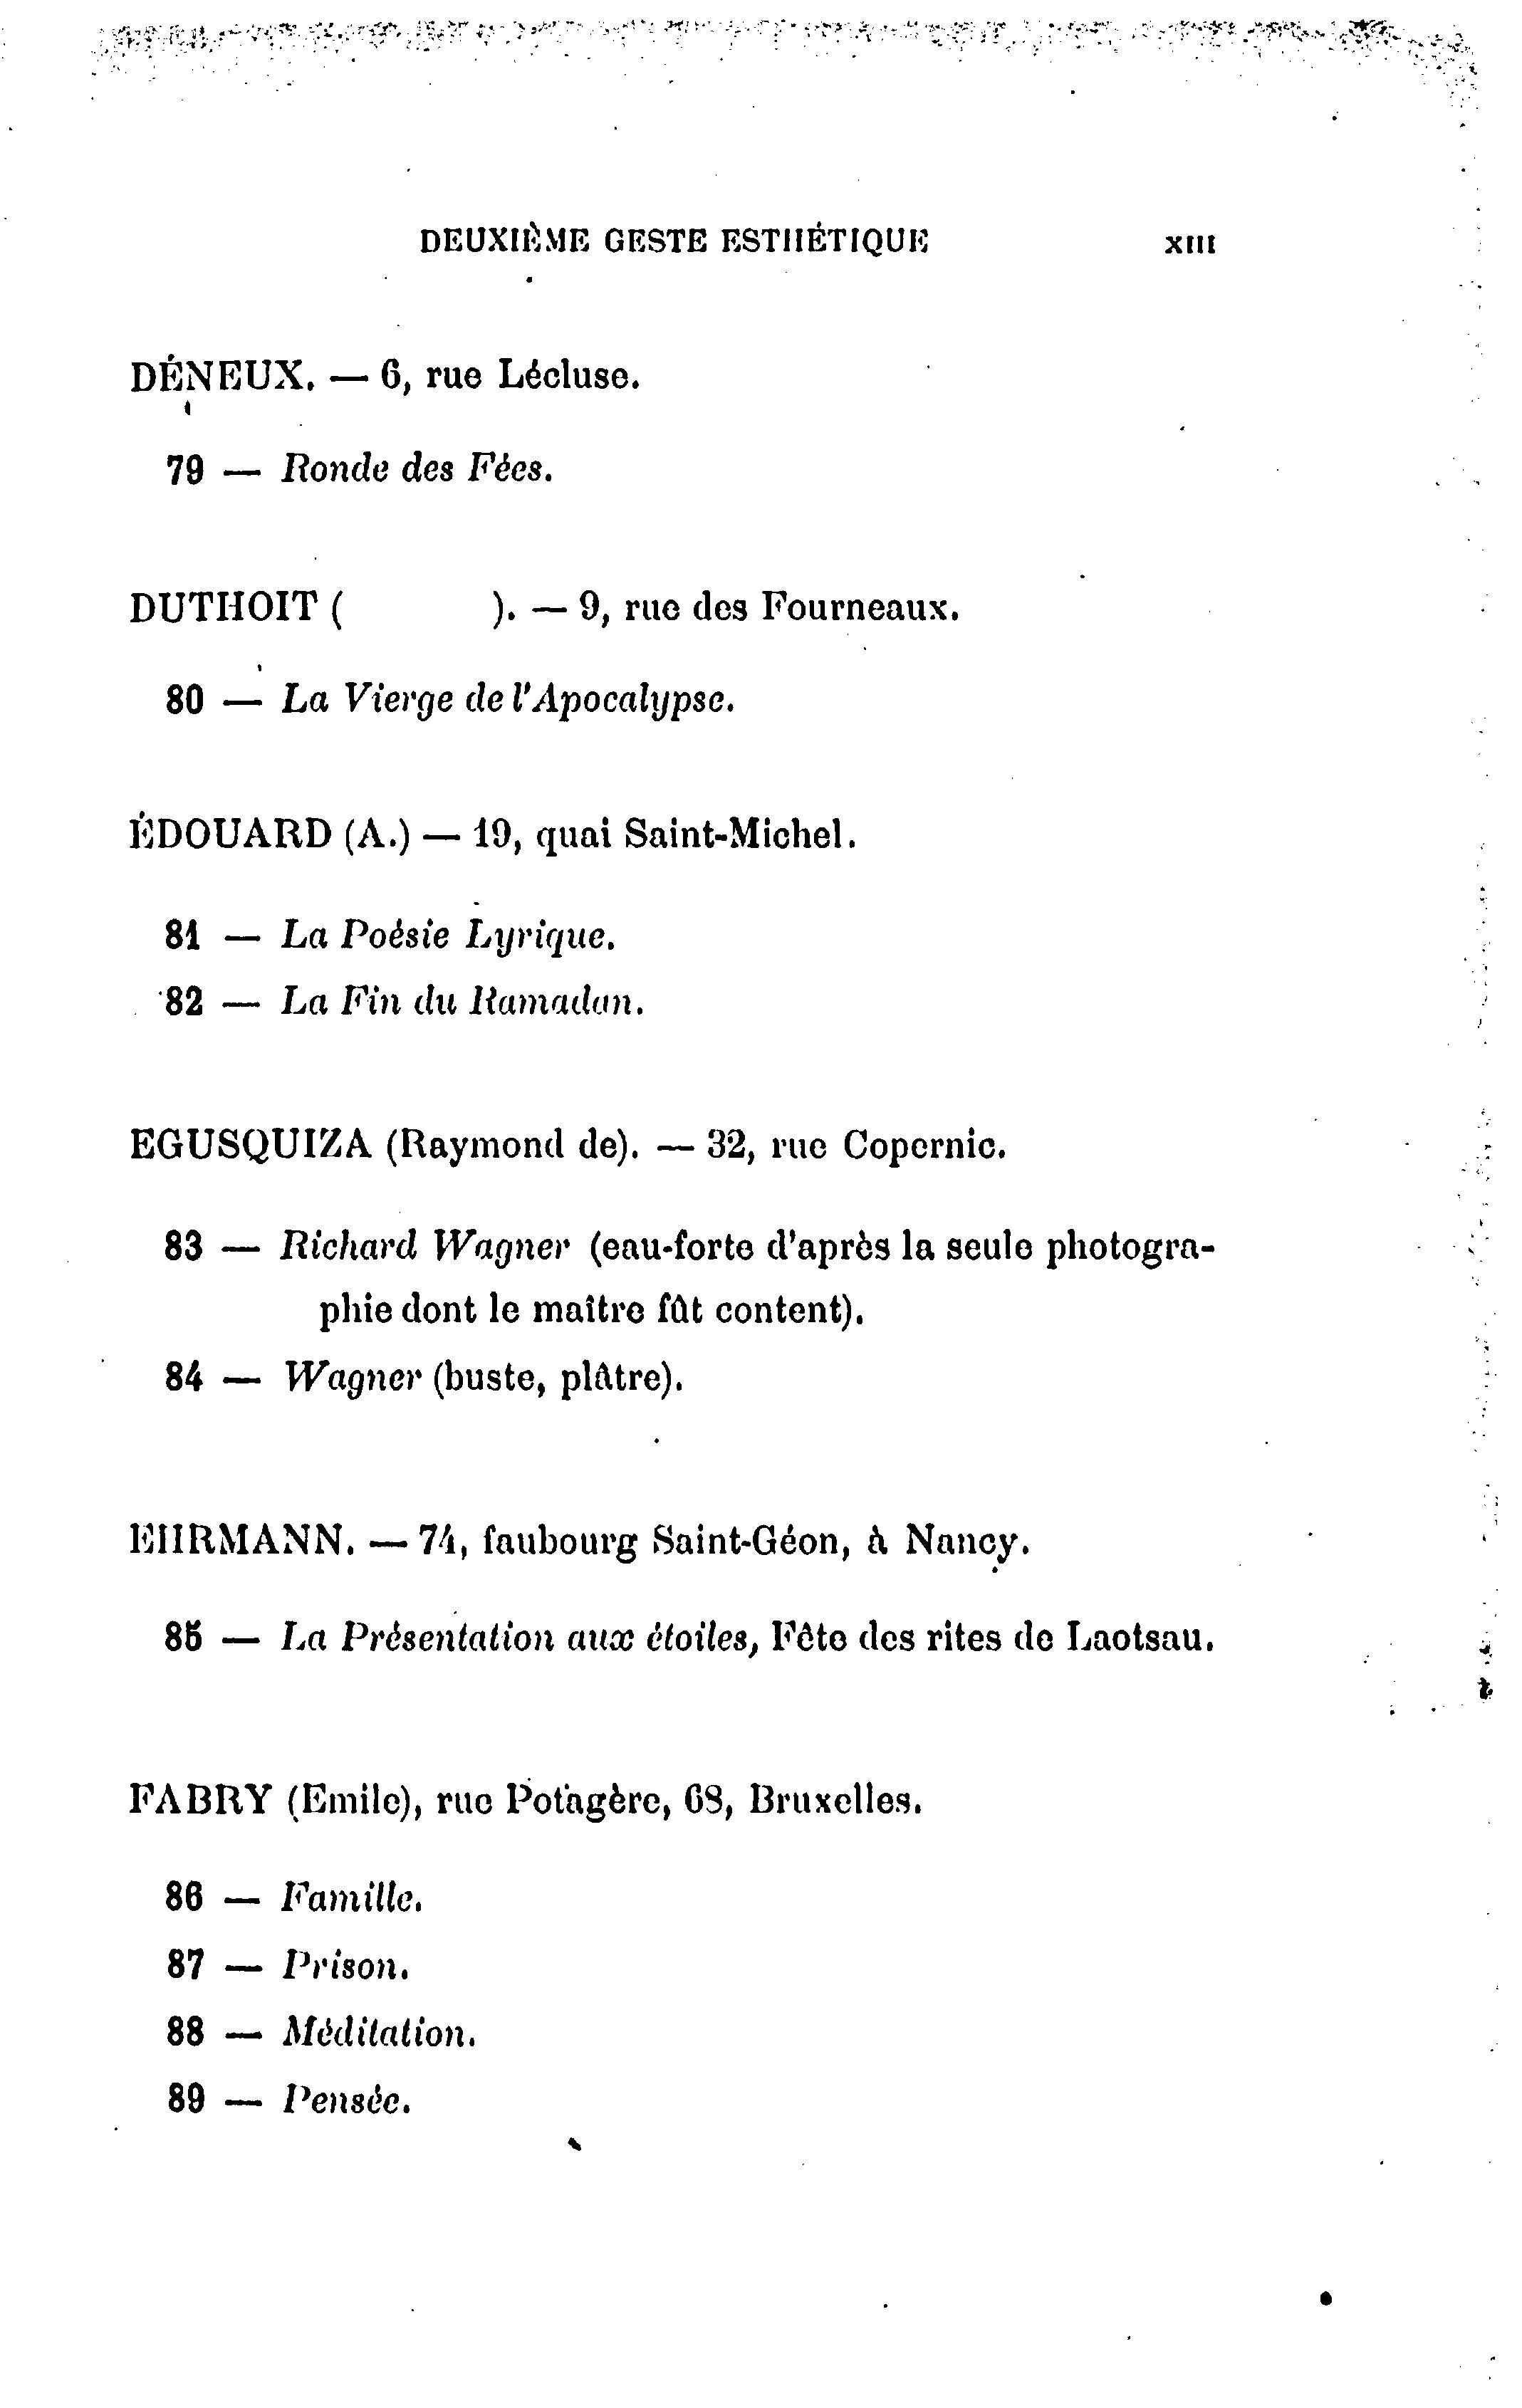 DEUXIÈME GESTE ESTHÉTIQUE XIII
DÉNEUX. — 6, rue Lécluse.
79 — Ronde des Fées.
DUTHOIT ( ). — 9, rue des Fourneaux.
80 — La Vierge de l'Apocalypse.
ÉDOUARD (A.) — 19, quai Saint-Michel.
81 — La Poésie Lyrique.
82 — La Fin du Ramadan.
EGUSQUIZA (Raymond de). — 32, rue Copernic.
83 — Richard Wagner (eau-forte d'après la seule photogra-
phie dont le maître fût content).
84 — Wagner (buste, plâtre).
EHRMANN. — 74, faubourg Saint-Géon, à Nancy.
85 — La Présentation aux étoiles, Fête des rites de Laotsau.
FABRY (Emile), rue Potagère, 68, Bruxelles.
86 — Famille.
87 — Prison.
88 — Méditation.
89 — Pensée.